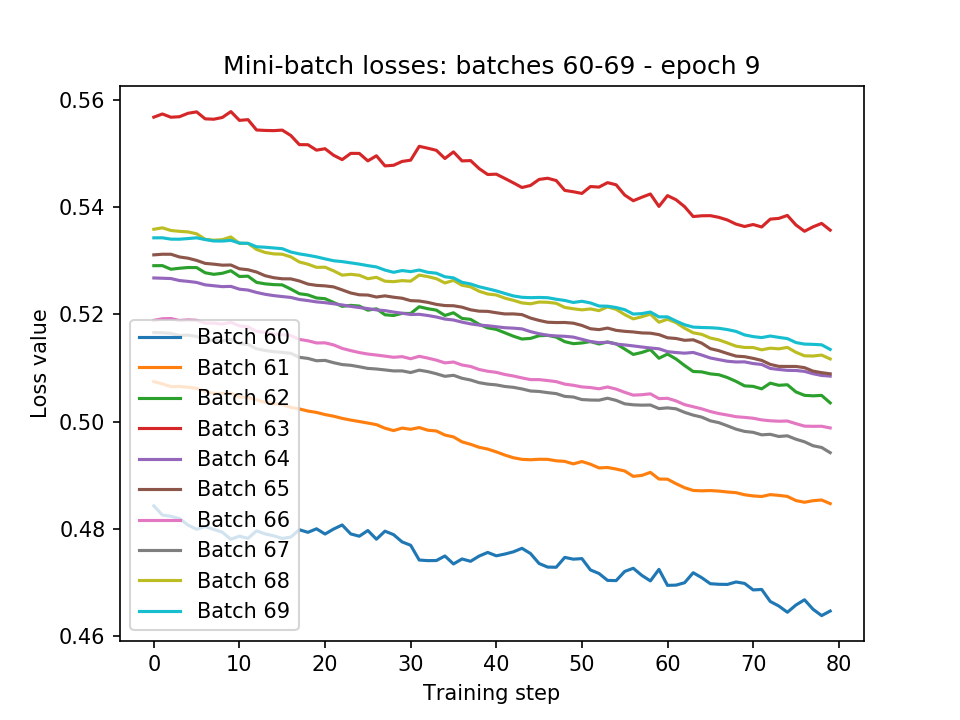 Mini-batch losses: batches 60-69 - epoch 9
0.56
0.54
0.52
0.50
0.48
0.46
Loss value
Batch 60
Batch 61
Batch 62
Batch 63
Batch 64
Batch 65
Batch 66
Batch 67
Batch 68
Batch 69
0 10 20 30 40 50 60 70 80
Training step